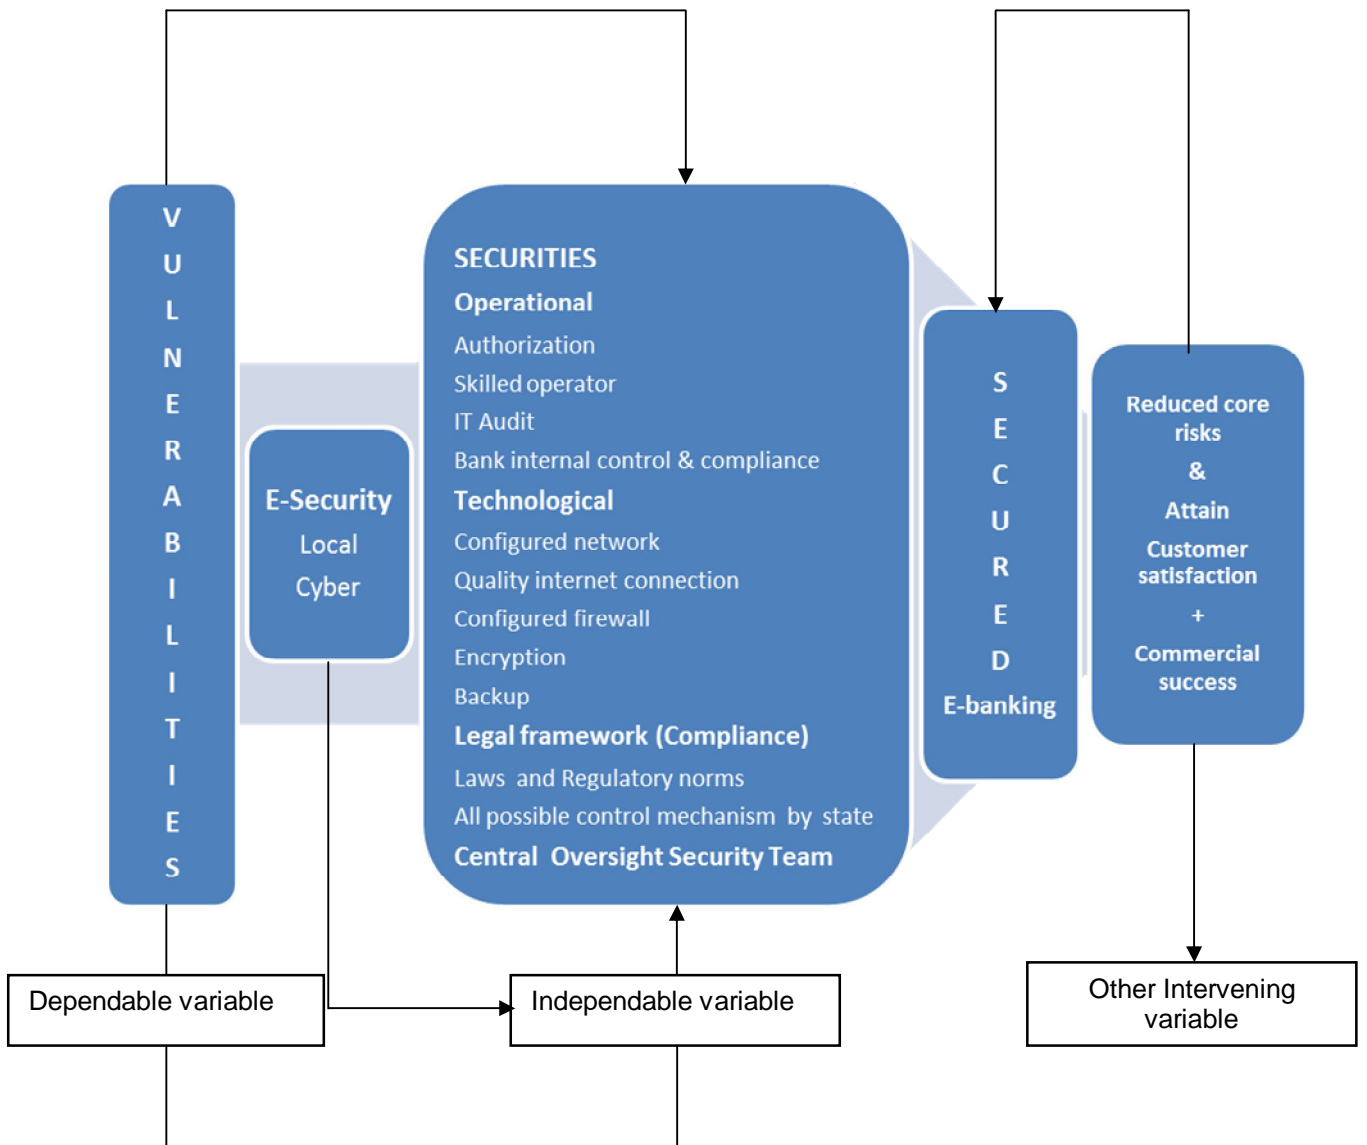 V
U
L
N
E
R
A
B
I
L
I
T
I
E
S
E-Security
Local
Cyber
SECURITIES
Operational
Authorization
Skilled operator
IT Audit
Bank internal control & compliance
Technological
Configured network
Quality internet connection
Configured firewall
Encryption
Backup
Legal framework (Compliance)
Laws and Regulatory norms
All possible control mechanism by state
Central Oversight Security Team
S
E
C
U
R
E
D
E-banking
Reduced core
risks
&
Attain
Customer
satisfaction
+
Commercial
success
Dependable variable
Independable variable
Other Intervening
variable